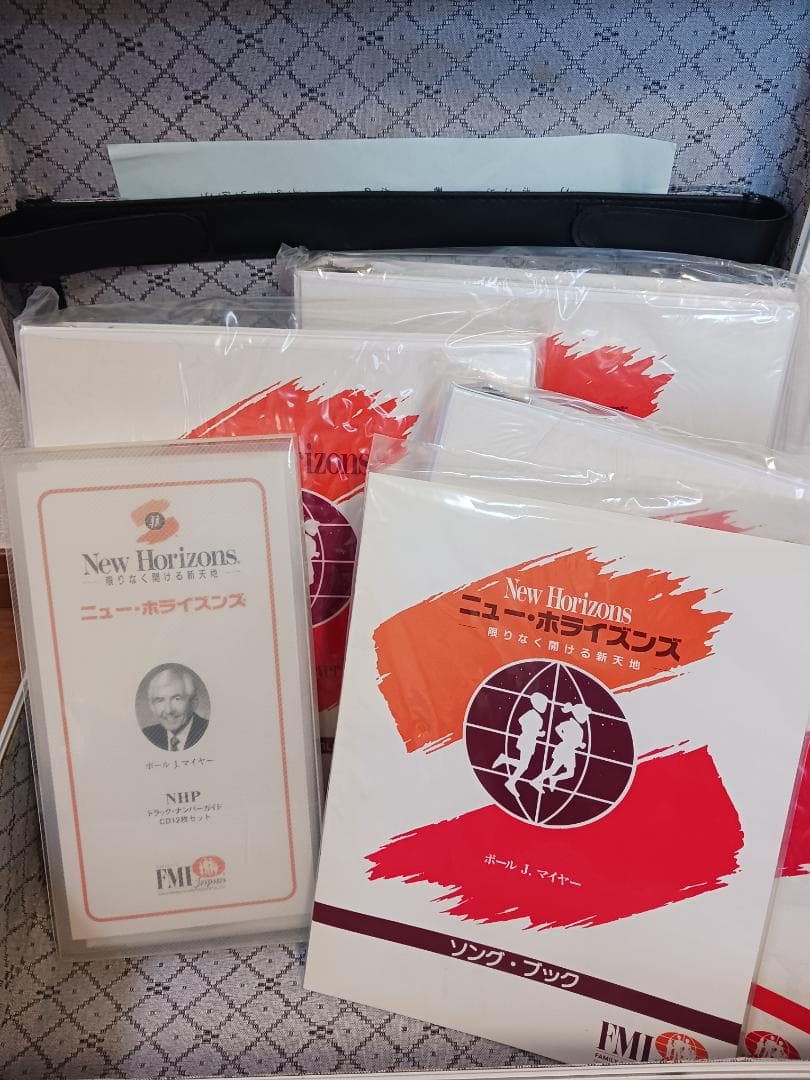 New Horizons®
限りなく開ける新天地
ニュー・ホライズンズ
ポール J. マイヤー
NHP
トラック・ナンバーガイド
CD12枚セット
FMI
Japan
izons
New Horizons
ニュー・ホライズンズ
限りなく開ける新天地
ポール J. マイヤー
ソング・ブック
FMI